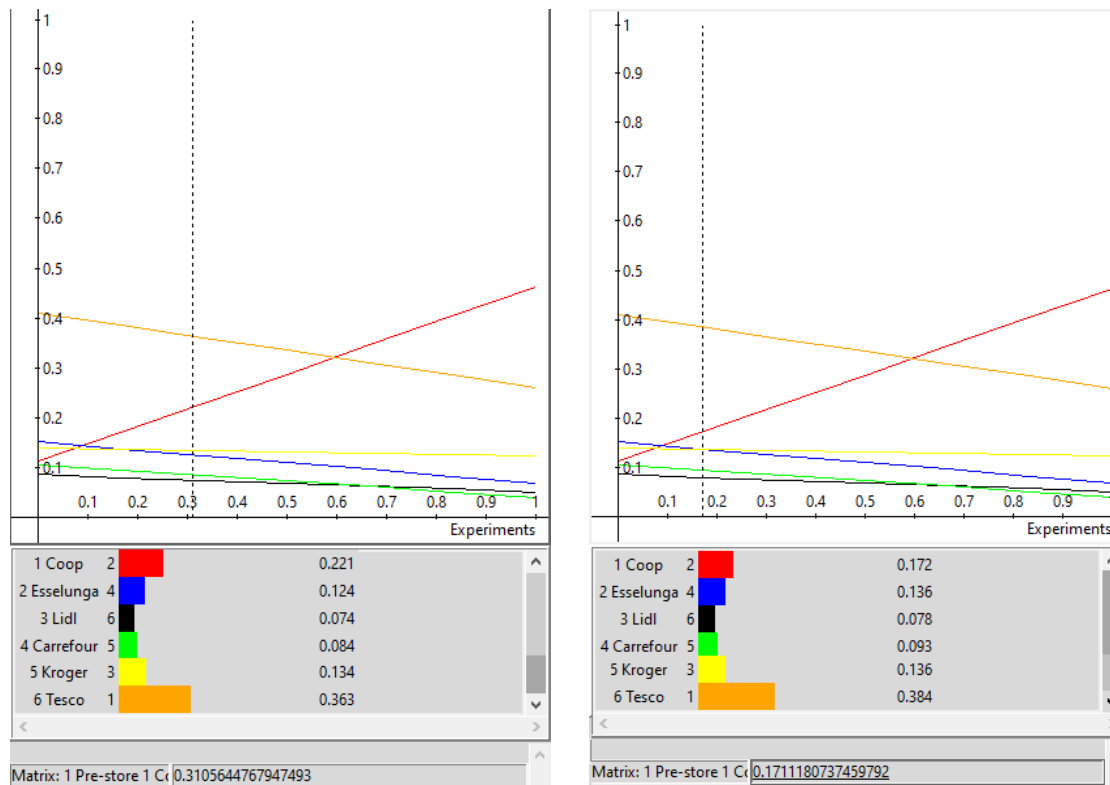 1
0.9
0.8
0.7
0.6
0.5
0.4
0.3
0.2
0.1
0.1 0.2 0.3 0.4 0.5 0.6 0.7 0.8 0.9 1
Experiments
1 Coop 2 0.221
2 Esselunga 4 0.124
3 Lidl 6 0.074
4 Carrefour 5 0.084
5 Kroger 3 0.134
6 Tesco 1 0.363
Matrix: 1 Pre-store 1 Co 0.3105644767947493
1
0.9
0.8
0.7
0.6
0.5
0.4
0.3
0.2
0.1
0.1 0.2 0.3 0.4 0.5 0.6 0.7 0.8 0.9 1
Experiments
1 Coop 2 0.172
2 Esselunga 4 0.136
3 Lidl 6 0.078
4 Carrefour 5 0.093
5 Kroger 3 0.136
6 Tesco 1 0.384
Matrix: 1 Pre-store 1 Co 0.1711180737459792